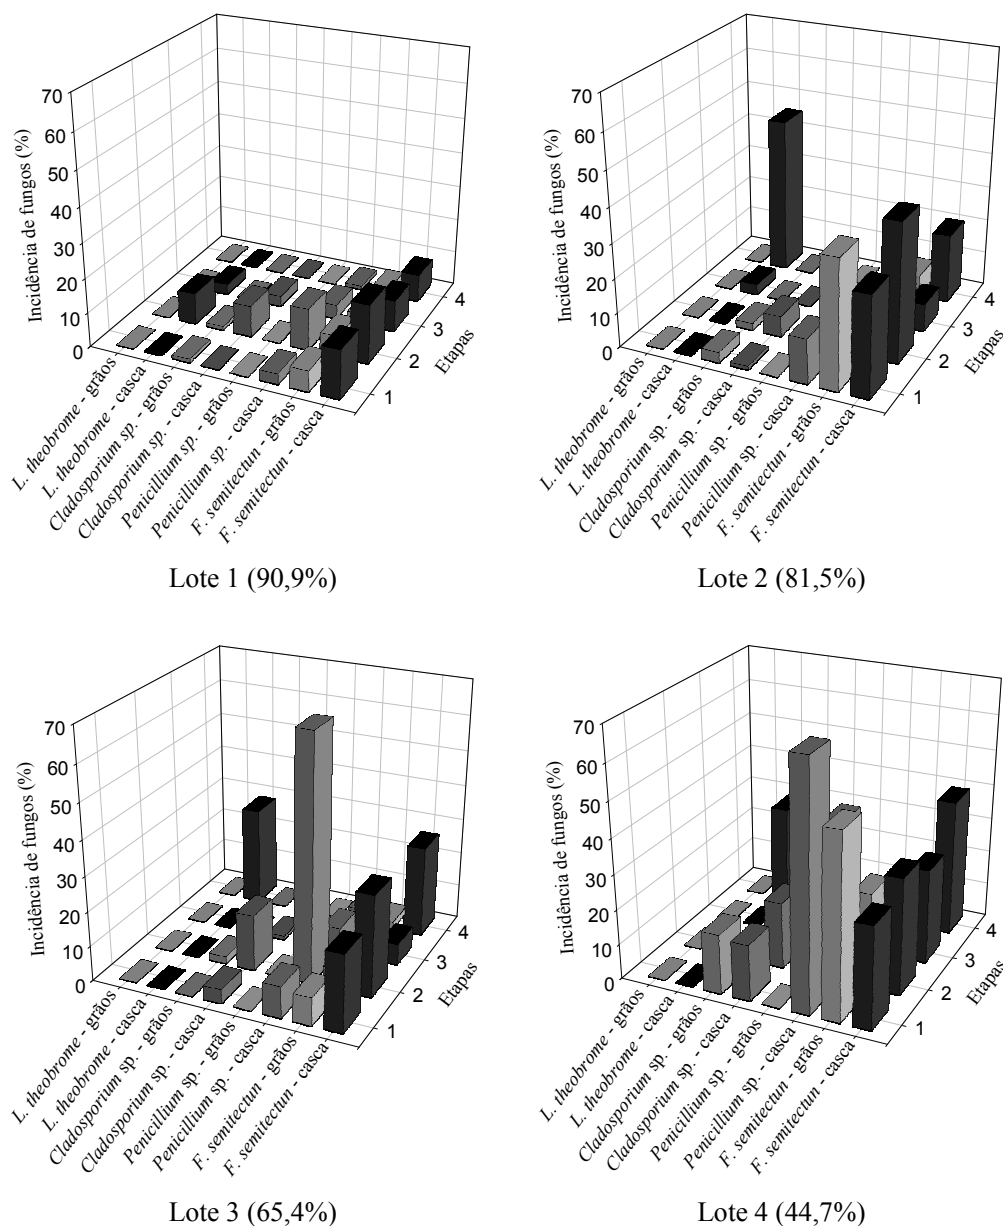 70
60
50
40
30
20
10
0
Incidência de fungos (%)
L. theobrome - grãos
L. theobrome - casca
Cladosporium sp. - grãos
Cladosporium sp. - casca
Penicillium sp. - grãos
Penicillium sp. - casca
F. semitectun - grãos
F. semitectun - casca
1
2
3
4
Etapas
Lote 1 (90,9%)
70
60
50
40
30
20
10
0
Incidência de fungos (%)
L. theobrome - grãos
L. theobrome - casca
Cladosporium sp. - grãos
Cladosporium sp. - casca
Penicillium sp. - grãos
Penicillium sp. - casca
F. semitectun - grãos
F. semitectun - casca
1
2
3
4
Etapas
Lote 2 (81,5%)
70
60
50
40
30
20
10
0
Incidência de fungos (%)
L. theobrome - grãos
L. theobrome - casca
Cladosporium sp. - grãos
Cladosporium sp. - casca
Penicillium sp. - grãos
Penicillium sp. - casca
F. semitectun - grãos
F. semitectun - casca
1
2
3
4
Etapas
Lote 3 (65,4%)
70
60
50
40
30
20
10
0
Incidência de fungos (%)
L. theobrome - grãos
L. theobrome - casca
Cladosporium sp. - grãos
Cladosporium sp. - casca
Penicillium sp. - grãos
Penicillium sp. - casca
F. semitectun - grãos
F. semitectun - casca
1
2
3
4
Etapas
Lote 4 (44,7%)